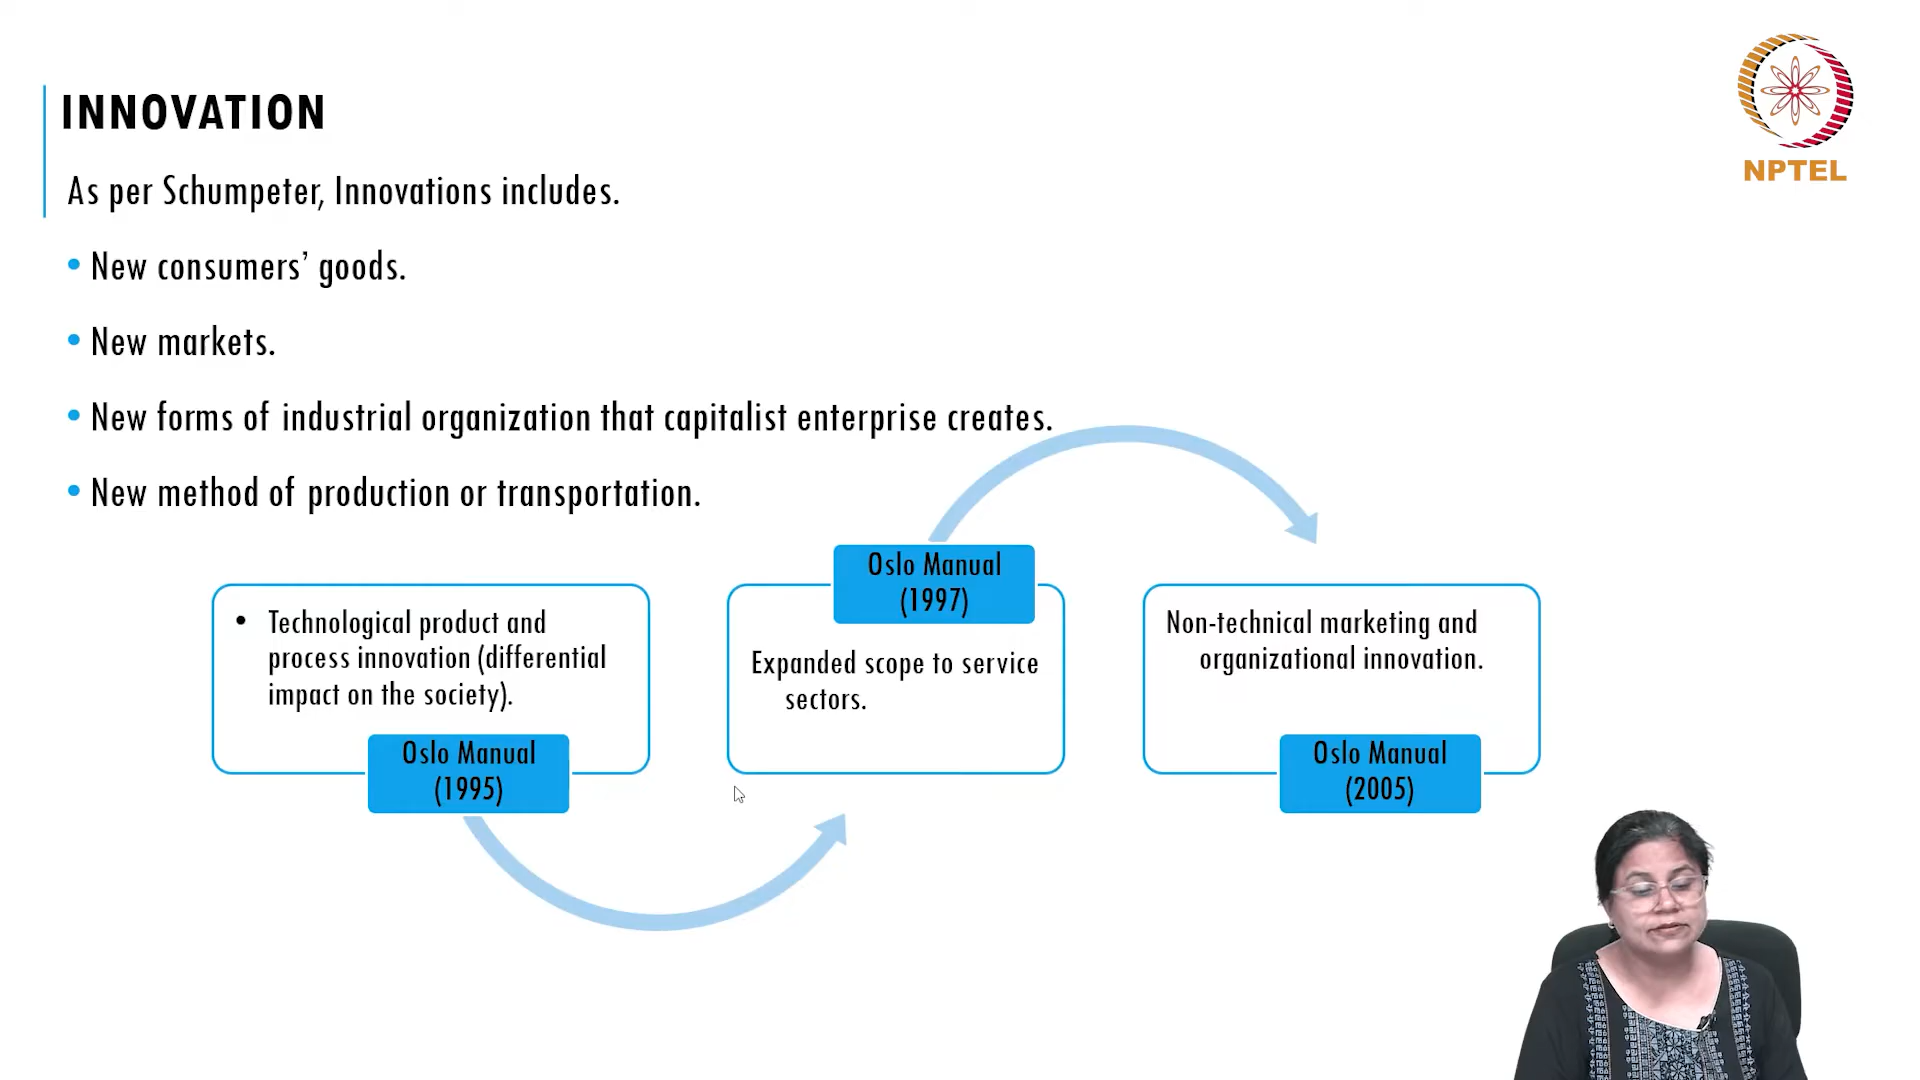 INNOVATION
NPTEL
As per Schumpeter, Innovations includes.
• New consumers’ goods.
• New markets.
• New forms of industrial organization that capitalist enterprise creates.
• New method of production or transportation.
• Technological product and
process innovation (differential
impact on the society).
Oslo Manual
(1995)
Oslo Manual
(1997)
Expanded scope to service
sectors.
Non-technical marketing and
organizational innovation.
Oslo Manual
(2005)